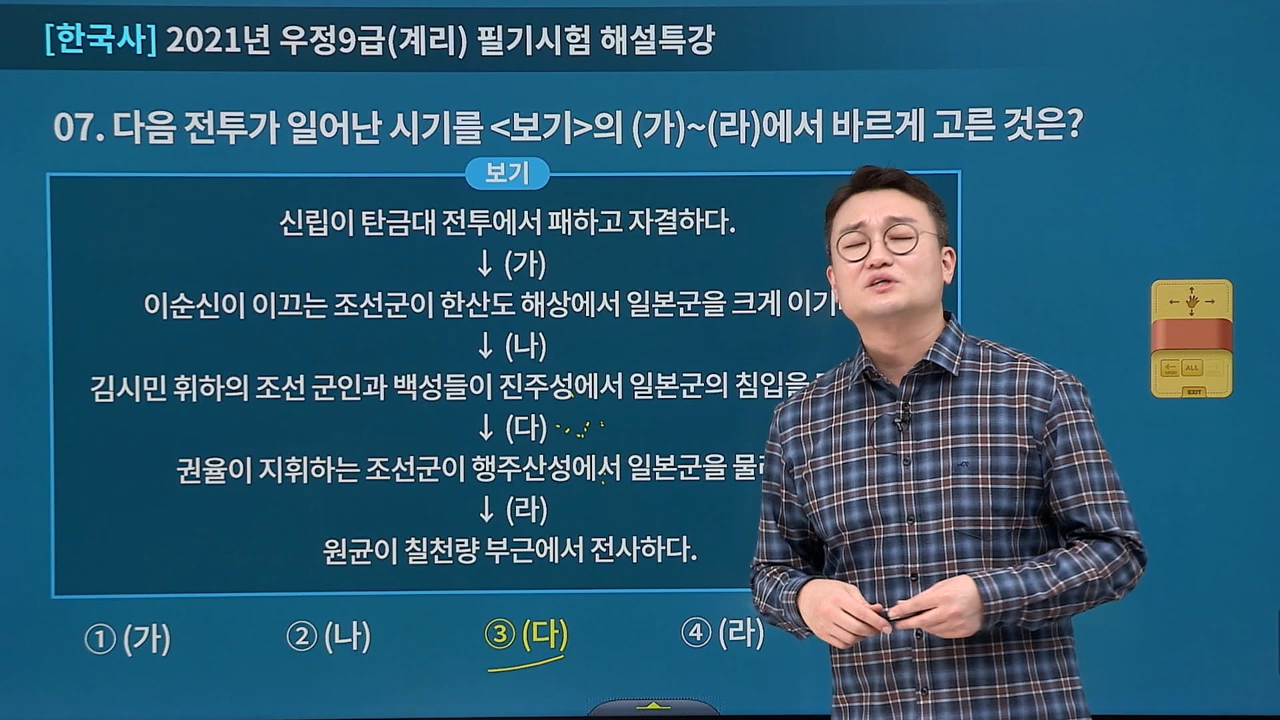 [한국사] 2021년 우정9급(계리) 필기시험 해설특강
07. 다음 전투가 일어난 시기를 <보기>의 (가)~(라)에서 바르게 고른 것은?
보기
신립이 탄금대 전투에서 패하고 자결하다.
↓ (가)
이순신이 이끄는 조선군이 한산도 해상에서 일본군을 크게
↓ (나)
김시민 휘하의 조선 군인과 백성들이 진주성에서 일본군의 침입을
↓ (다)
권율이 지휘하는 조선군이 행주산성에서 일본군을
↓ (라)
원균이 칠천량 부근에서 전사하다.
① (가) ② (나) ③ (다) ④ (라)
ALL
EXIT